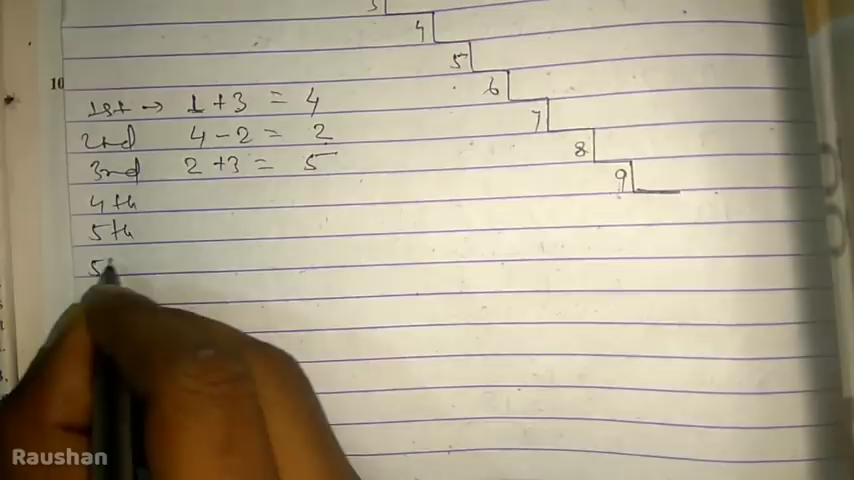 3
4
5
10
6
1st → 1 + 3 = 4
7
2nd 4 - 2 = 2
8
3nd 2 + 3 = 5
9
4th
5th
5
Raushan